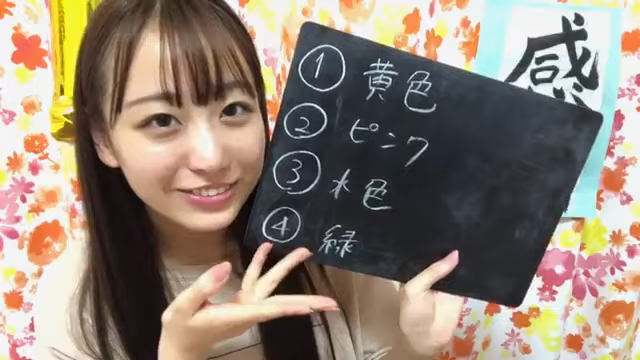 ① 黄色
② ピンク
③ 水色
④ 緑
感